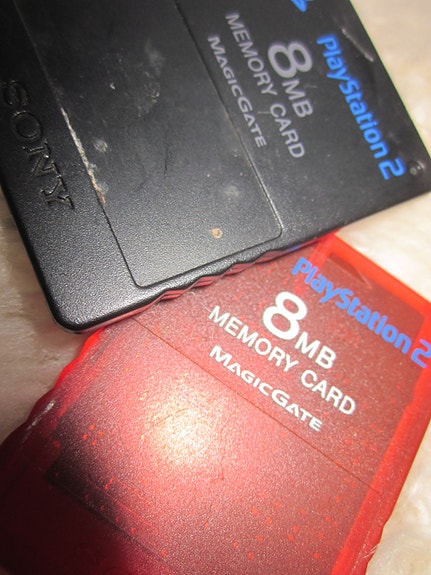 SONY
8MB
MEMORY CARD
MAGICGATE
PlayStation 2
8MB
MEMORY CARD
MAGICGATE
PlayStation 2